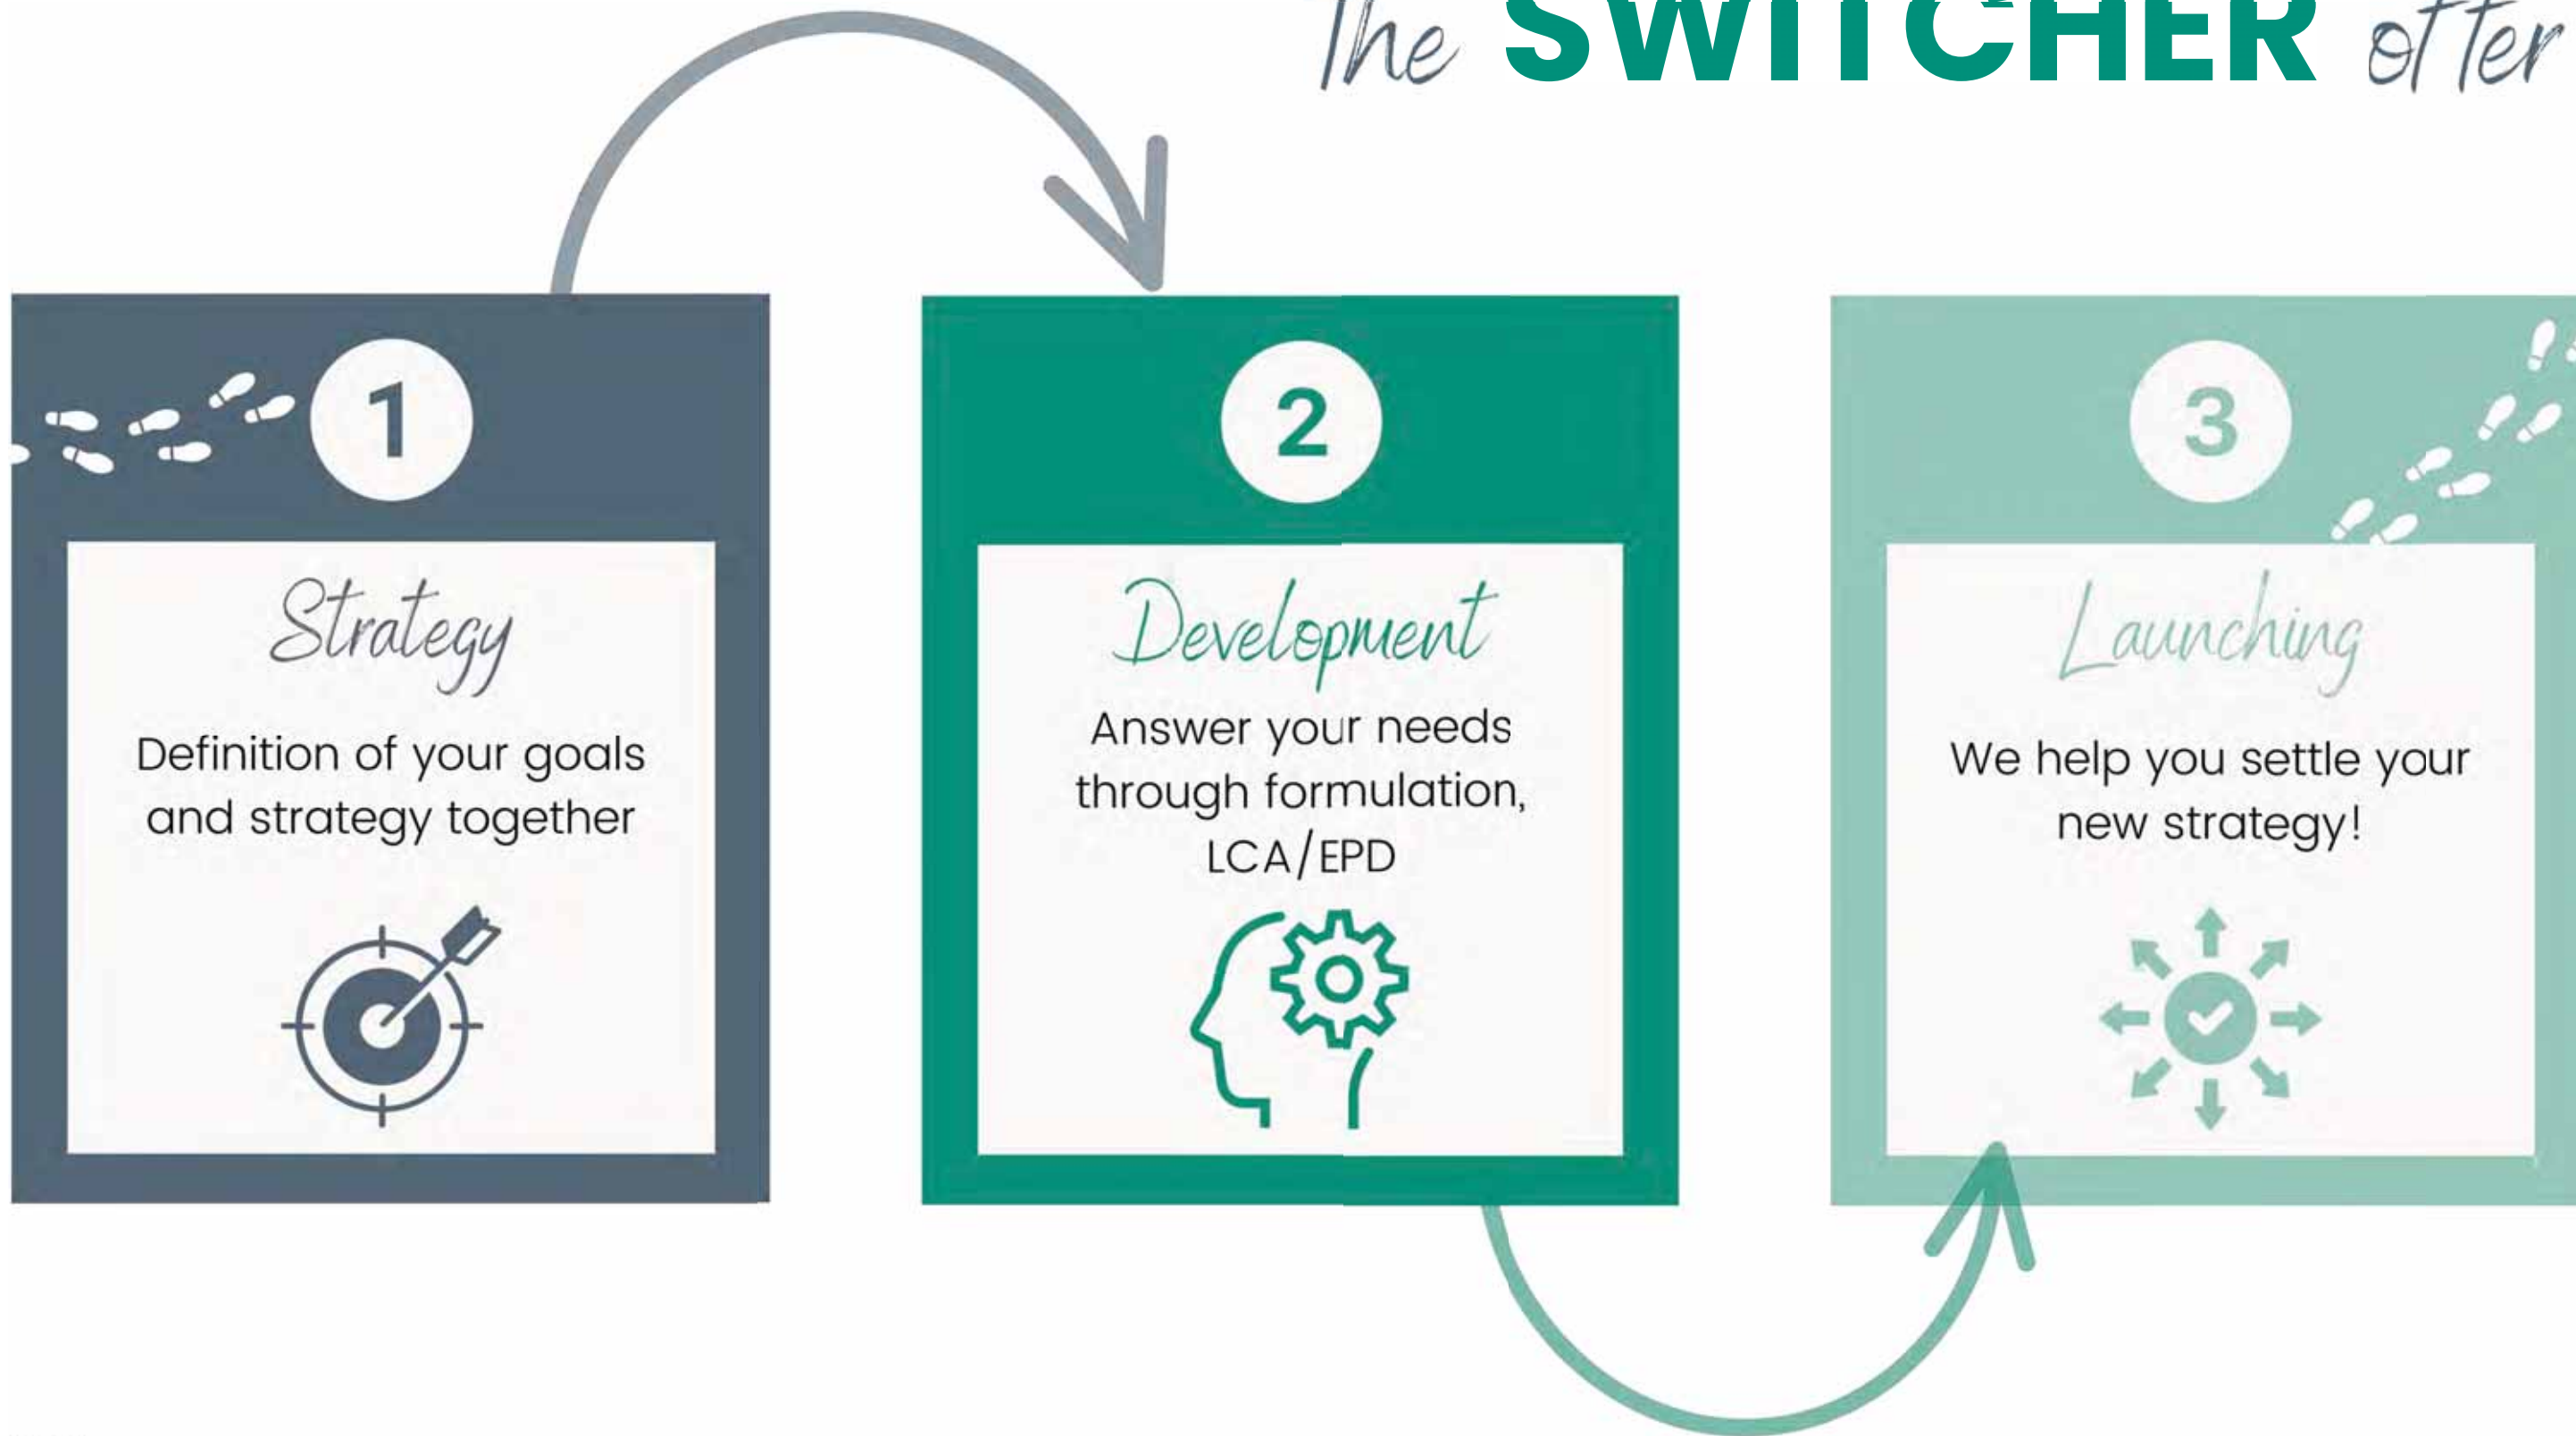 The SWITCHER offer
1
Strategy
Definition of your goals
and strategy together
2
Development
Answer your needs
through formulation,
LCA/EPD
3
Launching
We help you settle your
new strategy!